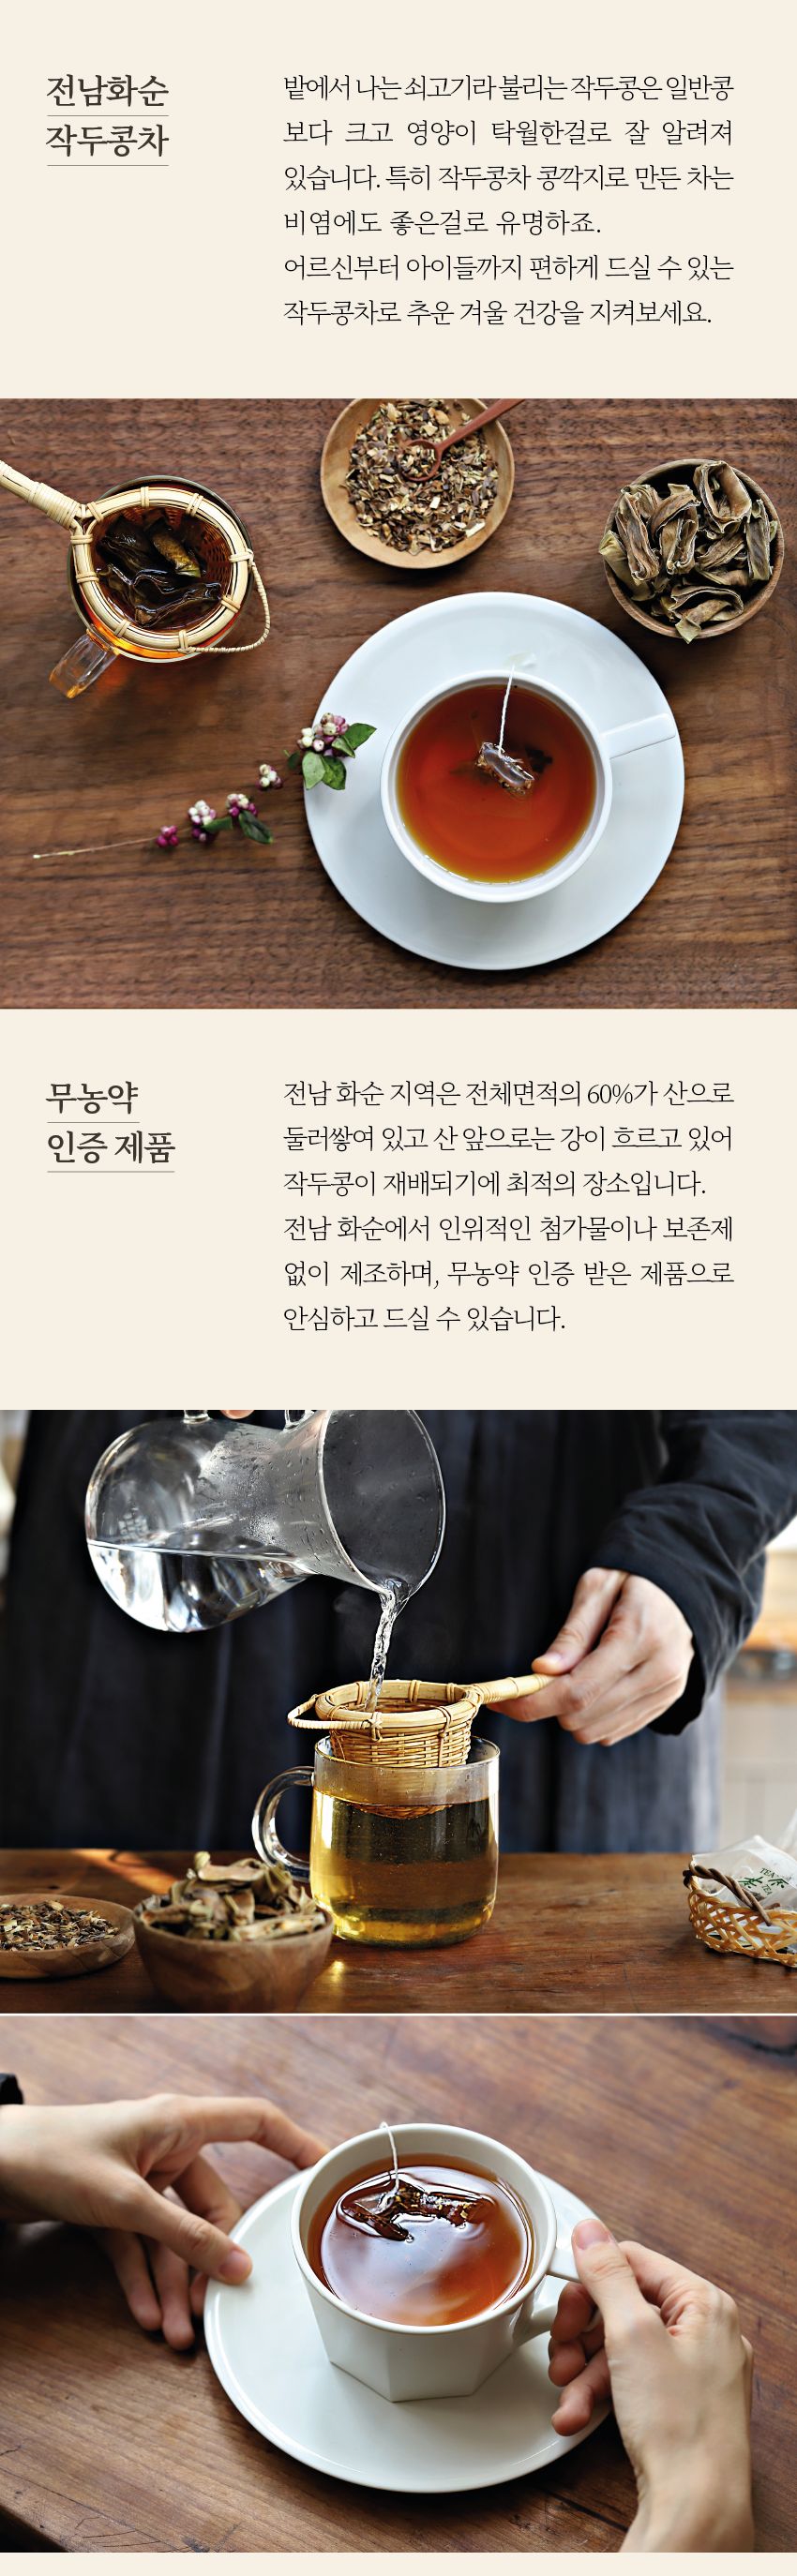 전남화순
작두콩차
밭에서 나는 쇠고기라 불리는 작두콩은 일반콩
보다 크고 영양이 탁월한걸로 잘 알려져
있습니다. 특히 작두콩차 콩깍지로 만든 차는
비염에도 좋은걸로 유명하죠.
어르신부터 아이들까지 편하게 드실 수 있는
작두콩차로 추운 겨울 건강을 지켜보세요.
무농약
인증 제품
전남 화순 지역은 전체면적의 60%가 산으로
둘러쌓여 있고 산 앞으로는 강이 흐르고 있어
작두콩이 재배되기에 최적의 장소입니다.
전남 화순에서 인위적인 첨가물이나 보존제
없이 제조하며, 무농약 인증 받은 제품으로
안심하고 드실 수 있습니다.
TEA
TEA